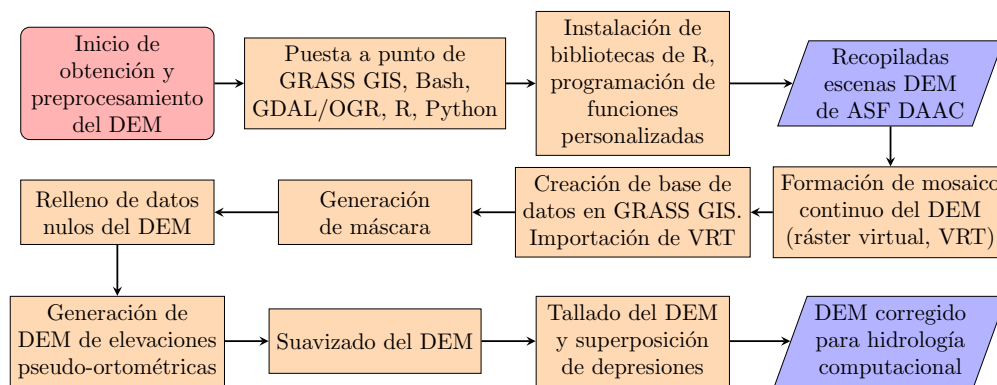 Inicio de
obtención y
preprocesamiento
del DEM
Puesta a punto de
GRASS GIS, Bash,
GDAL/OGR, R, Python
Instalación de
bibliotecas de R,
programación de
funciones
personalizadas
Recopiladas
escenas DEM
de ASF DAAC
Formación de mosaico
continuo del DEM
(ráster virtual, VRT)
Creación de base de
datos en GRASS GIS.
Importación de VRT
Generación
de máscara
Relleno de datos
nulos del DEM
Generación de
DEM de elevaciones
pseudo-ortométricas
Suavizado del DEM
Tallado del DEM
y superposición
de depresiones
DEM corregido
para hidrología
computacional